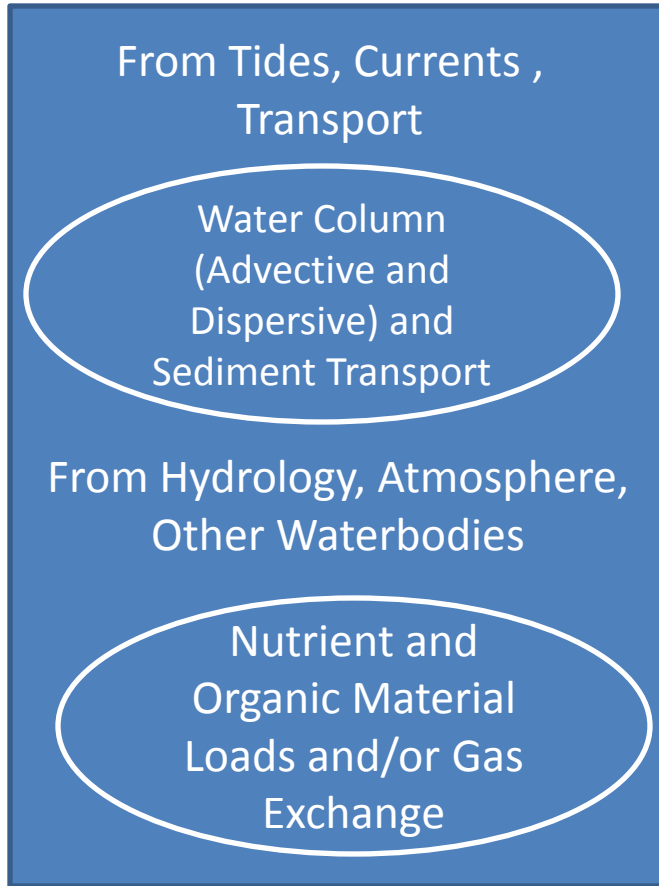 From Tides, Currents ,
Transport
Water Column
(Advective and
Dispersive) and
Sediment Transport
From Hydrology, Atmosphere,
Other Waterbodies
Nutrient and
Organic Material
Loads and/or Gas
Exchange